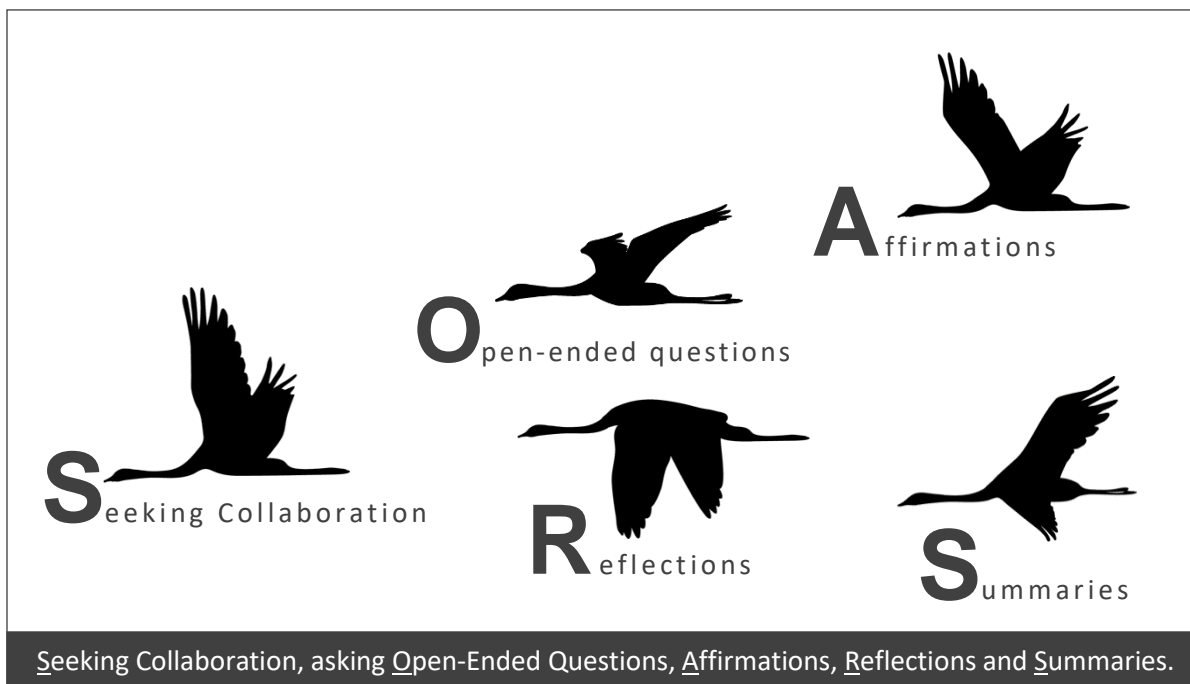 Seeking Collaboration
Open-ended questions
Affirmations
Reflections
Summaries
Seeking Collaboration, asking Open-Ended Questions, Affirmations, Reflections and Summaries.